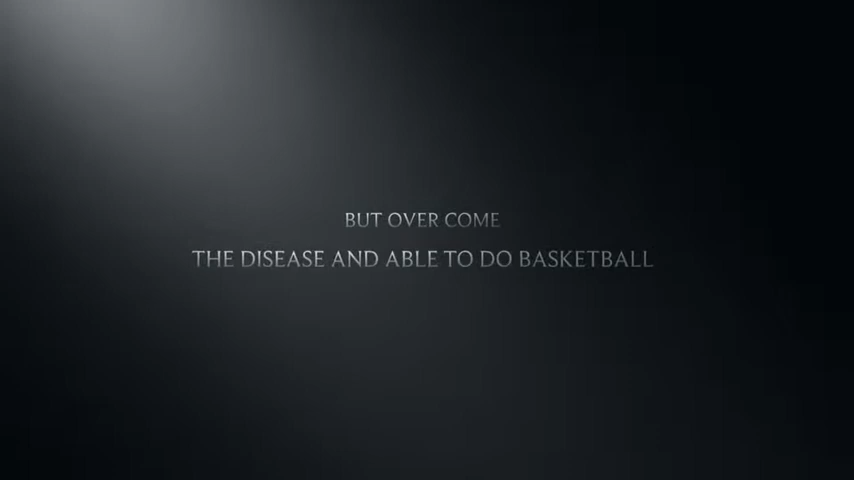 BUT OVER COME
THE DISEASE AND ABLE TO DO BASKETBALL